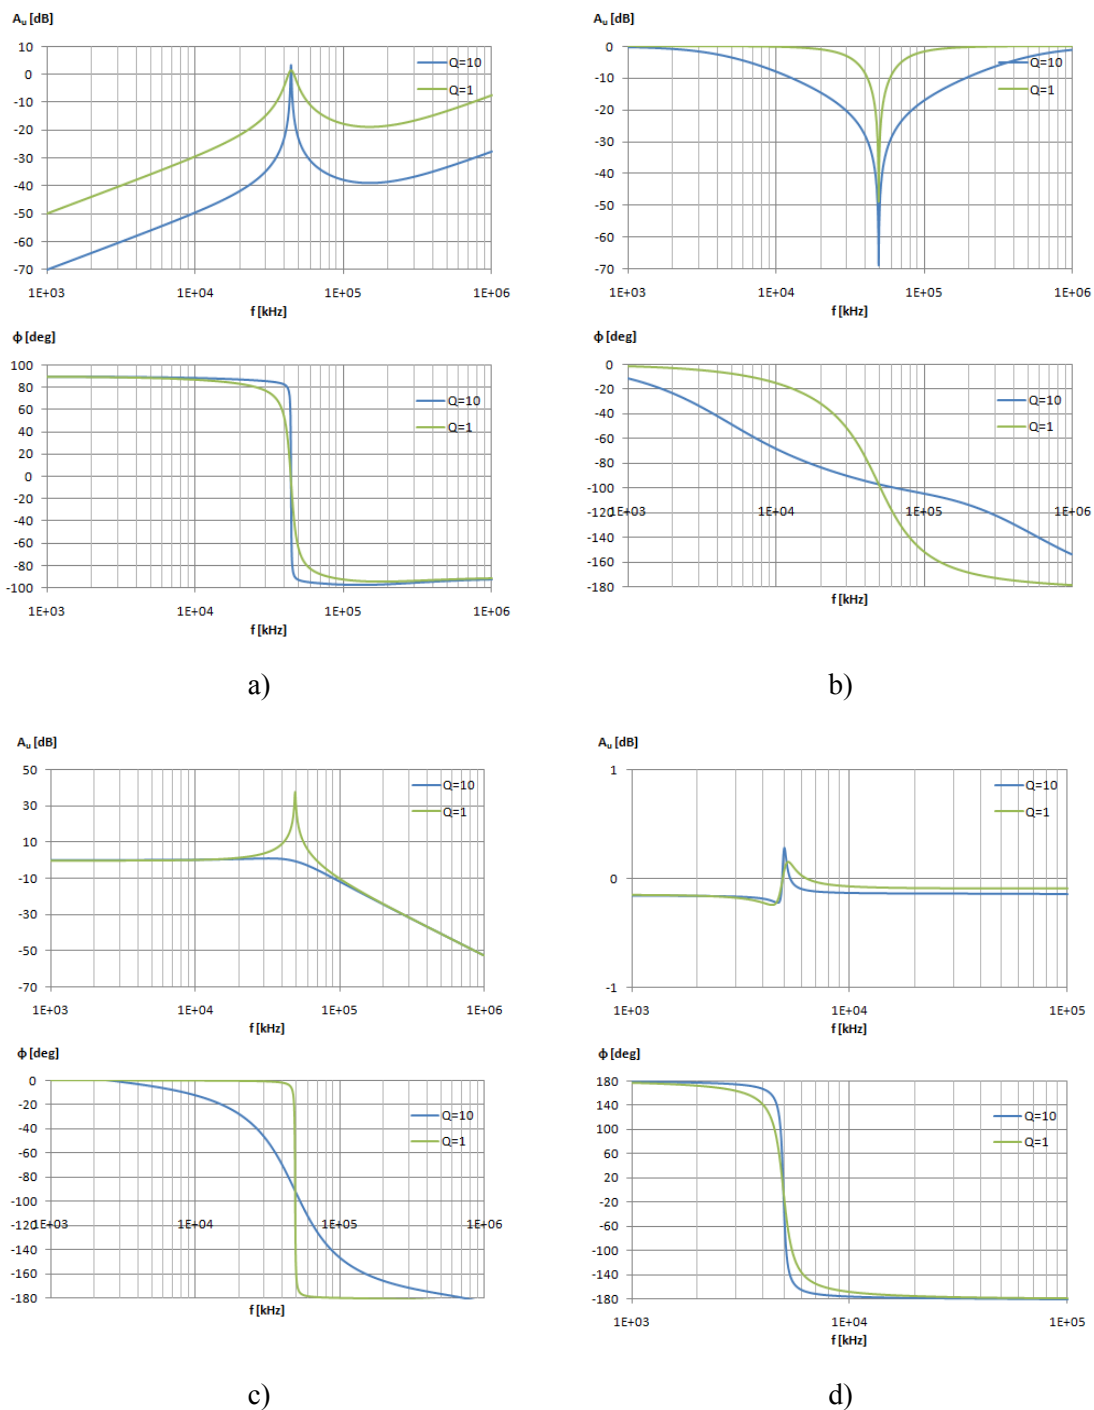 Aᵤ [dB]
10
0
-10
-20
-30
-40
-50
-60
-70
1E+03 1E+04 1E+05 1E+06
f [kHz]
Q=10
Q=1
ϕ [deg]
100
80
60
40
20
0
-20
-40
-60
-80
-100
1E+03 1E+04 1E+05 1E+06
f [kHz]
Q=10
Q=1
a)
Aᵤ [dB]
0
-10
-20
-30
-40
-50
-60
-70
1E+03 1E+04 1E+05 1E+06
f [kHz]
Q=10
Q=1
ϕ [deg]
0
-20
-40
-60
-80
-100
-120
-140
-160
-180
1E+03 1E+04 1E+05 1E+06
f [kHz]
Q=10
Q=1
b)
Aᵤ [dB]
50
30
10
-10
-30
-50
-70
1E+03 1E+04 1E+05 1E+06
f [kHz]
Q=10
Q=1
ϕ [deg]
0
-20
-40
-60
-80
-100
-120
-140
-160
-180
1E+03 1E+04 1E+05 1E+06
f [kHz]
Q=10
Q=1
c)
Aᵤ [dB]
1
0
-1
1E+03 1E+04 1E+05
f [kHz]
Q=10
Q=1
ϕ [deg]
180
140
100
60
20
-20
-60
-100
-140
-180
1E+03 1E+04 1E+05
f [kHz]
Q=10
Q=1
d)